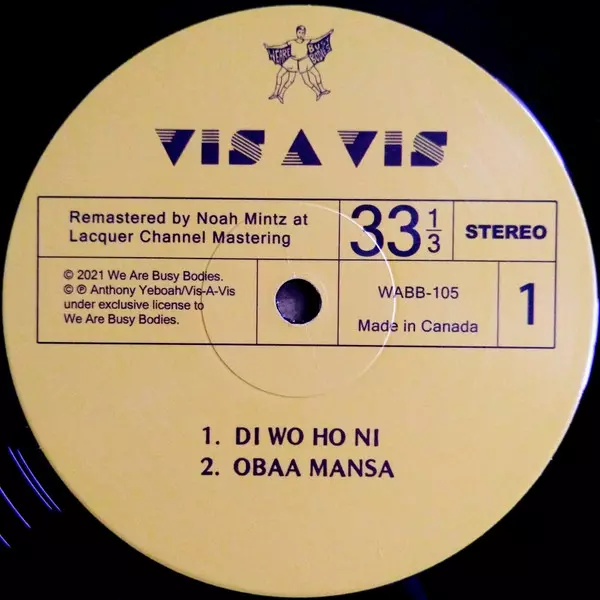 WE ARE BUSY BODIES
VIS A VIS
Remastered by Noah Mintz at
Lacquer Channel Mastering
33 1/3
STEREO
© 2021 We Are Busy Bodies.
© ℗ Anthony Yeboah/Vis-A-Vis
under exclusive license to
We Are Busy Bodies.
WABB-105
Made in Canada
1
1. DI WO HO NI
2. OBAA MANSA